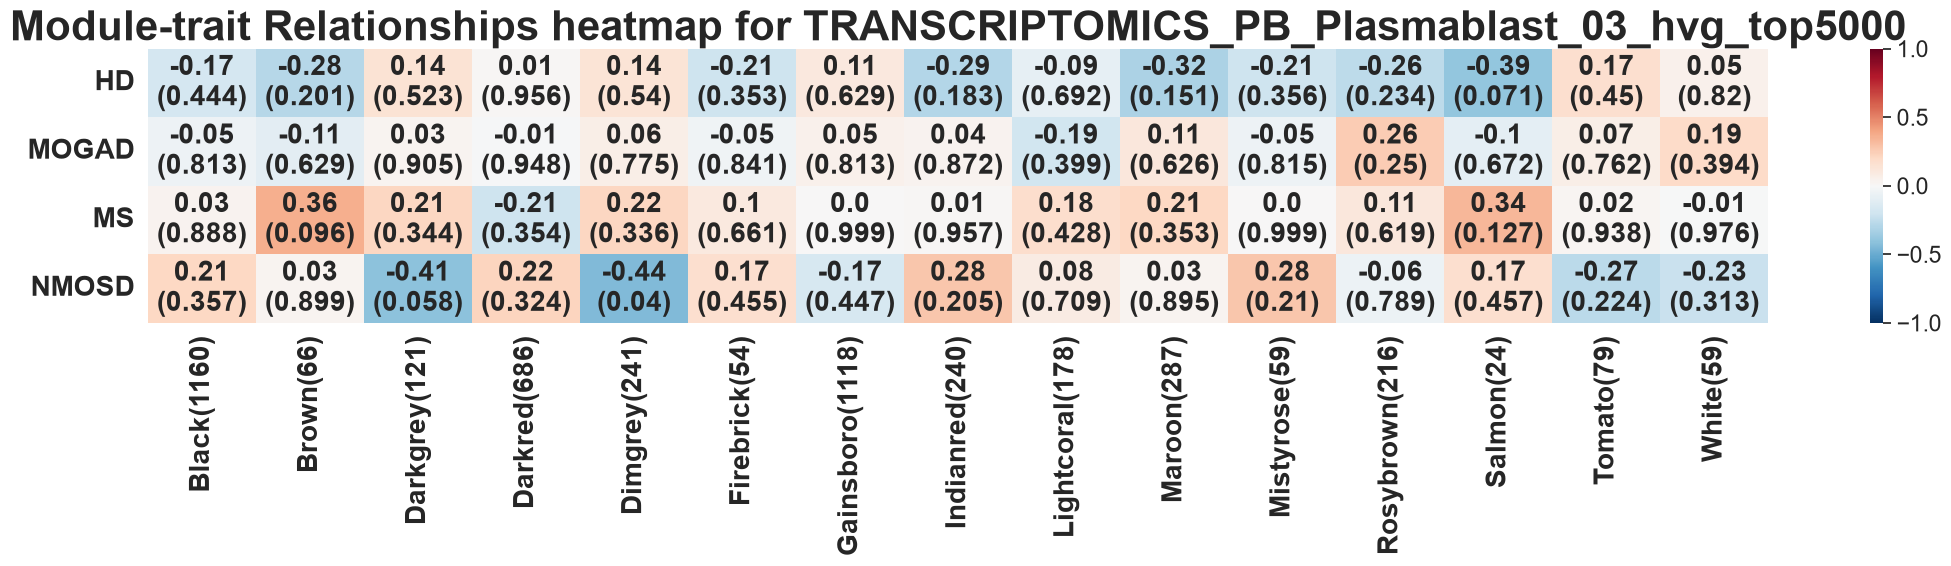 Module-trait Relationships heatmap for TRANSCRIPTOMICS_PB_Plasmablast_03_hvg_top5000
HD -0.17 -0.28 0.14 0.01 0.14 -0.21 0.11 -0.29 -0.09 -0.32 -0.21 -0.26 -0.39 0.17 0.05
(0.444) (0.201) (0.523) (0.956) (0.54) (0.353) (0.629) (0.183) (0.692) (0.151) (0.356) (0.234) (0.071) (0.45) (0.82)
MOGAD -0.05 -0.11 0.03 -0.01 0.06 -0.05 0.05 0.04 -0.19 0.11 -0.05 0.26 -0.1 0.07 0.19
(0.813) (0.629) (0.905) (0.948) (0.775) (0.841) (0.813) (0.872) (0.399) (0.626) (0.815) (0.25) (0.672) (0.762) (0.394)
MS 0.03 0.36 0.21 -0.21 0.22 0.1 0.0 0.01 0.18 0.21 0.0 0.11 0.34 0.02 -0.01
(0.888) (0.096) (0.344) (0.354) (0.336) (0.661) (0.999) (0.957) (0.428) (0.353) (0.999) (0.619) (0.127) (0.938) (0.976)
NMOSD 0.21 0.03 -0.41 0.22 -0.44 0.17 -0.17 0.28 0.08 0.03 0.28 -0.06 0.17 -0.27 -0.23
(0.357) (0.899) (0.058) (0.324) (0.04) (0.455) (0.447) (0.205) (0.709) (0.895) (0.21) (0.789) (0.457) (0.224) (0.313)
Black(1160)
Brown(66)
Darkgrey(121)
Darkred(686)
Dimgrey(241)
Firebrick(54)
Gainsboro(1118)
Indianred(240)
Lightcoral(178)
Maroon(287)
Mistyrose(59)
Rosybrown(216)
Salmon(24)
Tomato(79)
White(59)
1.0
0.5
0.0
−0.5
−1.0